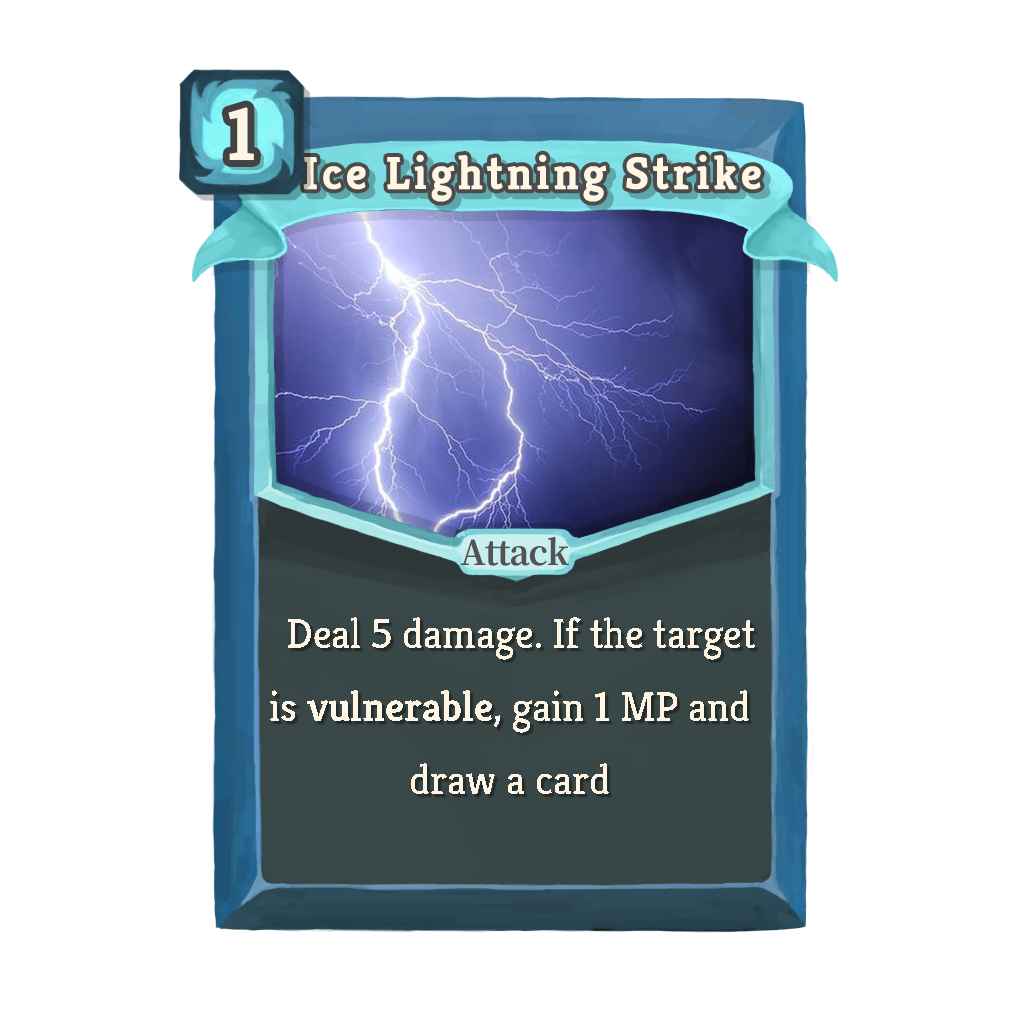 1
Ice Lightning Strike
Attack
Deal 5 damage. If the target
is vulnerable, gain 1 MP and
draw a card